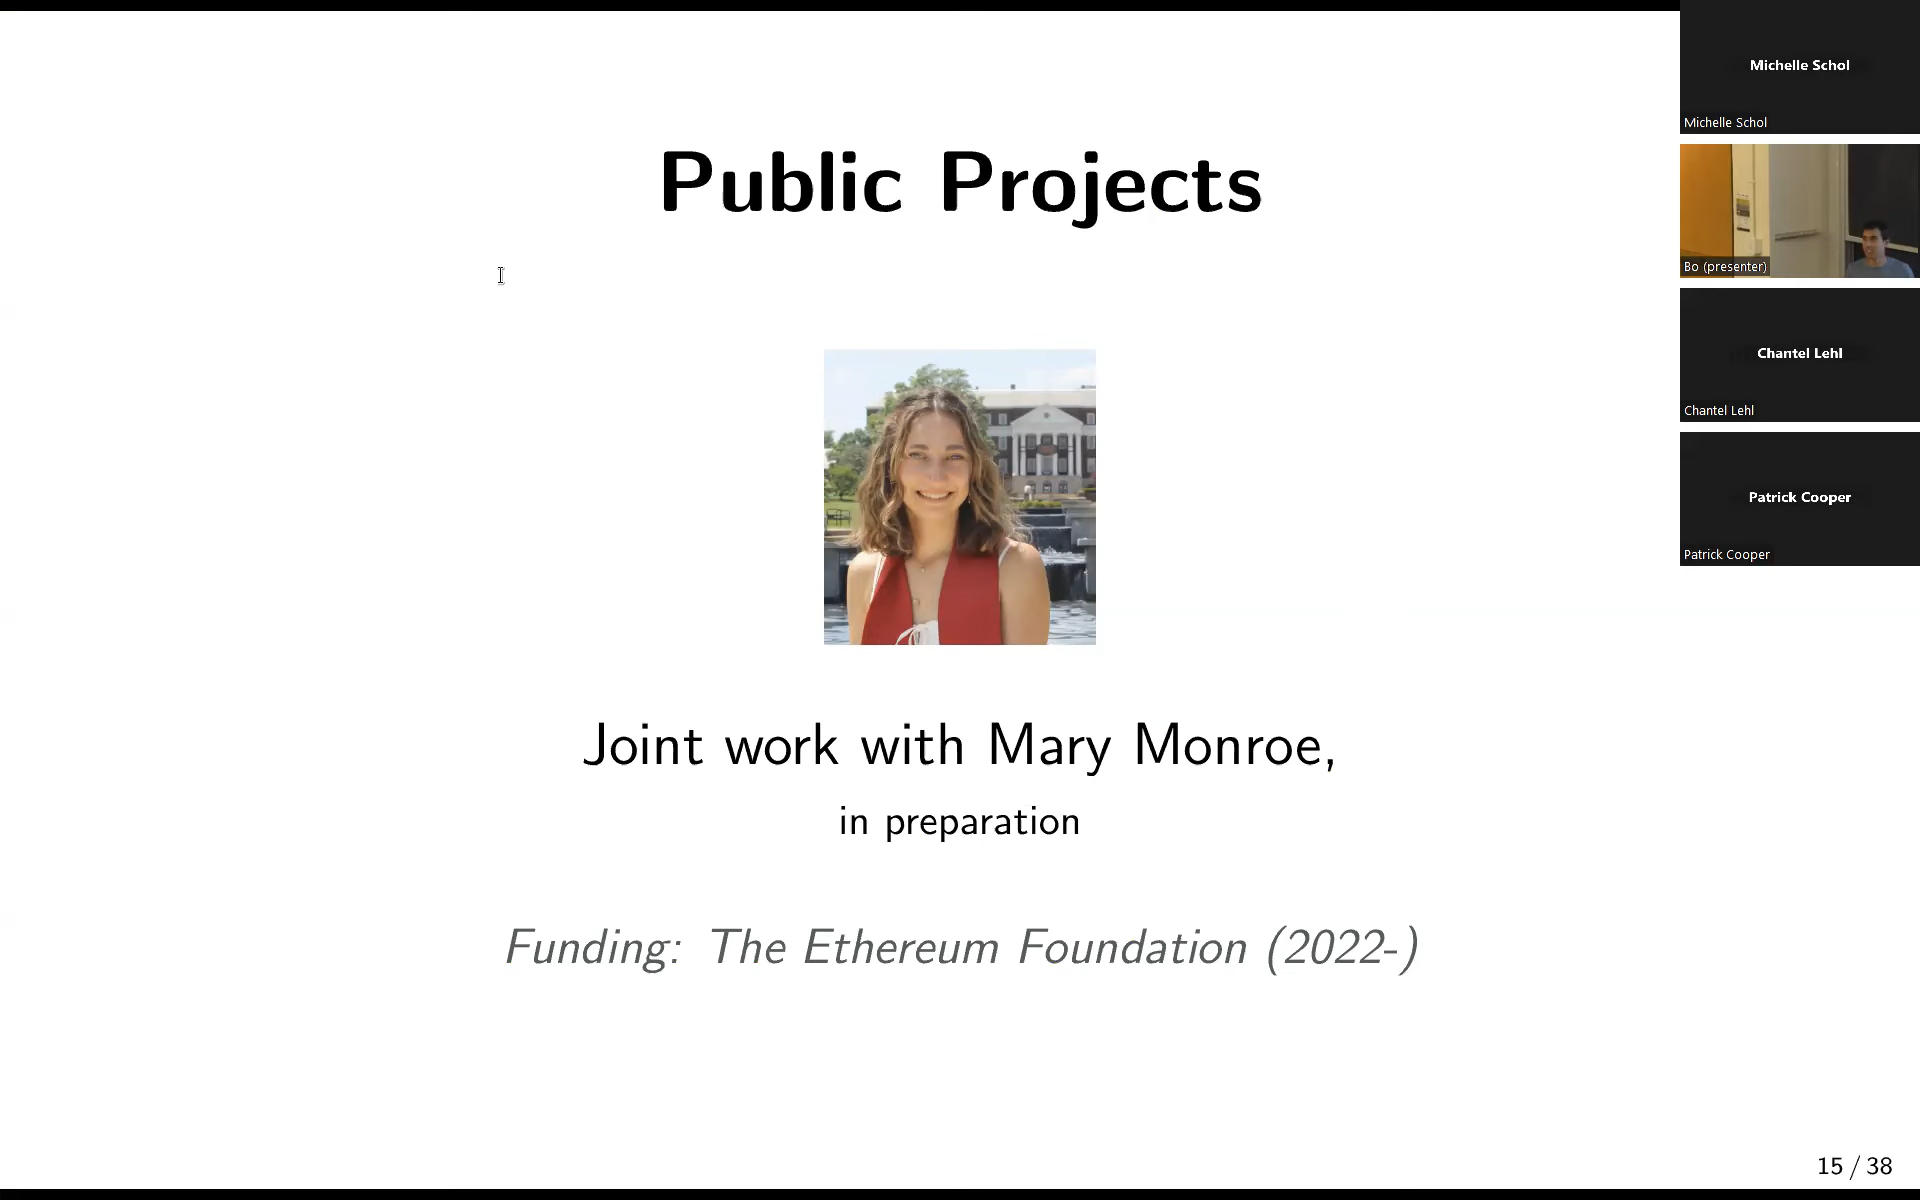 Public Projects
Joint work with Mary Monroe,
in preparation
Funding: The Ethereum Foundation (2022-)
15 / 38
Michelle Schol
Michelle Schol
Bo (presenter)
Chantel Lehl
Chantel Lehl
Patrick Cooper
Patrick Cooper